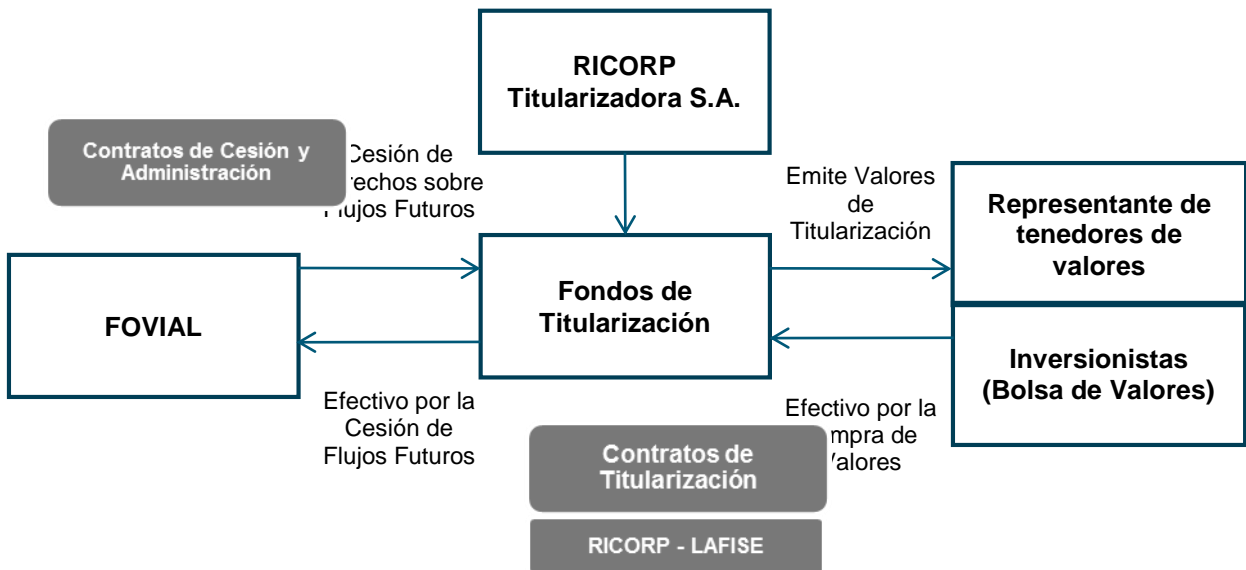 RICORP
Titularizadora S.A.
Contratos de Cesión y
Administración
Cesión de
rechos sobre
Flujos Futuros
Emite Valores
de
Titularización
Representante de
tenedores de
valores
FOVIAL
Fondos de
Titularización
Inversionistas
(Bolsa de Valores)
Efectivo por la
Cesión de
Flujos Futuros
Efectivo por la
mpra de
Valores
Contratos de
Titularización
RICORP - LAFISE